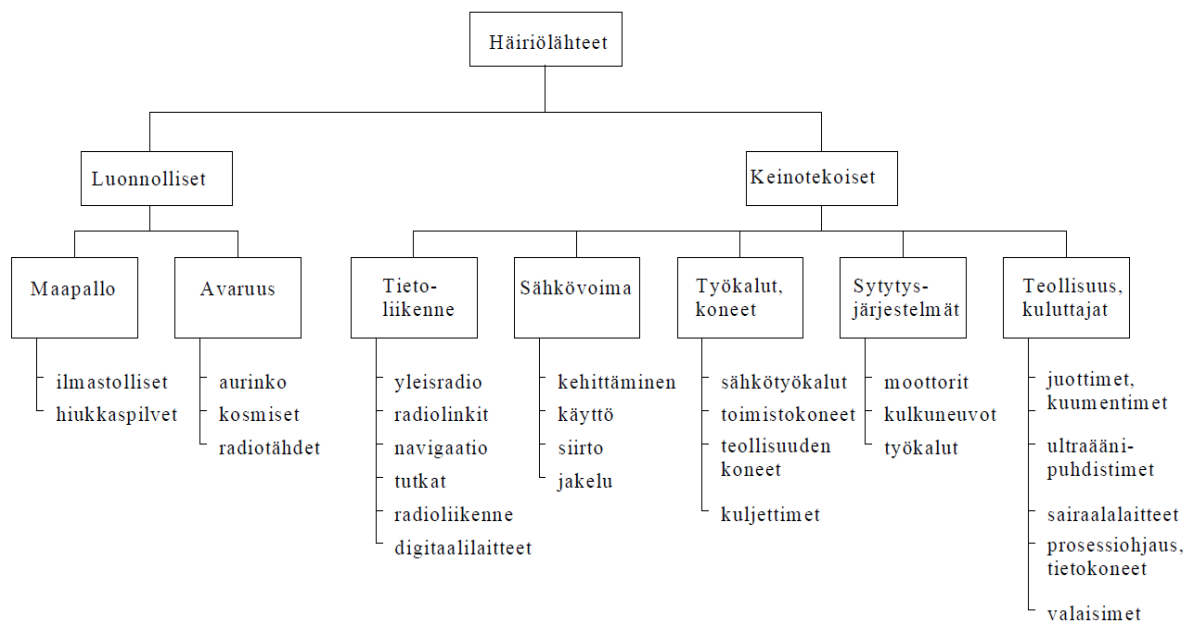 Häiriölähteet
Luonnolliset
Keinotekoiset
Maapallo
Avaruus
Tieto-
liikenne
Sähkövoima
Työkalut,
koneet
Sytytys-
järjestelmät
Teollisuus,
kuluttajat
ilmastolliset
hiukkaspilvet
aurinko
kosmiset
radiotähdet
yleisradio
radiolinkit
navigaatio
tutkat
radioliikenne
digitaalilaitteet
kehittäminen
käyttö
siirto
jakelu
sähkötyökalut
toimistokoneet
teollisuuden
koneet
kuljettimet
moottorit
kulkuneuvot
työkalut
juottimet,
kuumentimet
ultraääni-
puhdistimet
sairaalalaitteet
prosessiohjaus,
tietokoneet
valaisimet